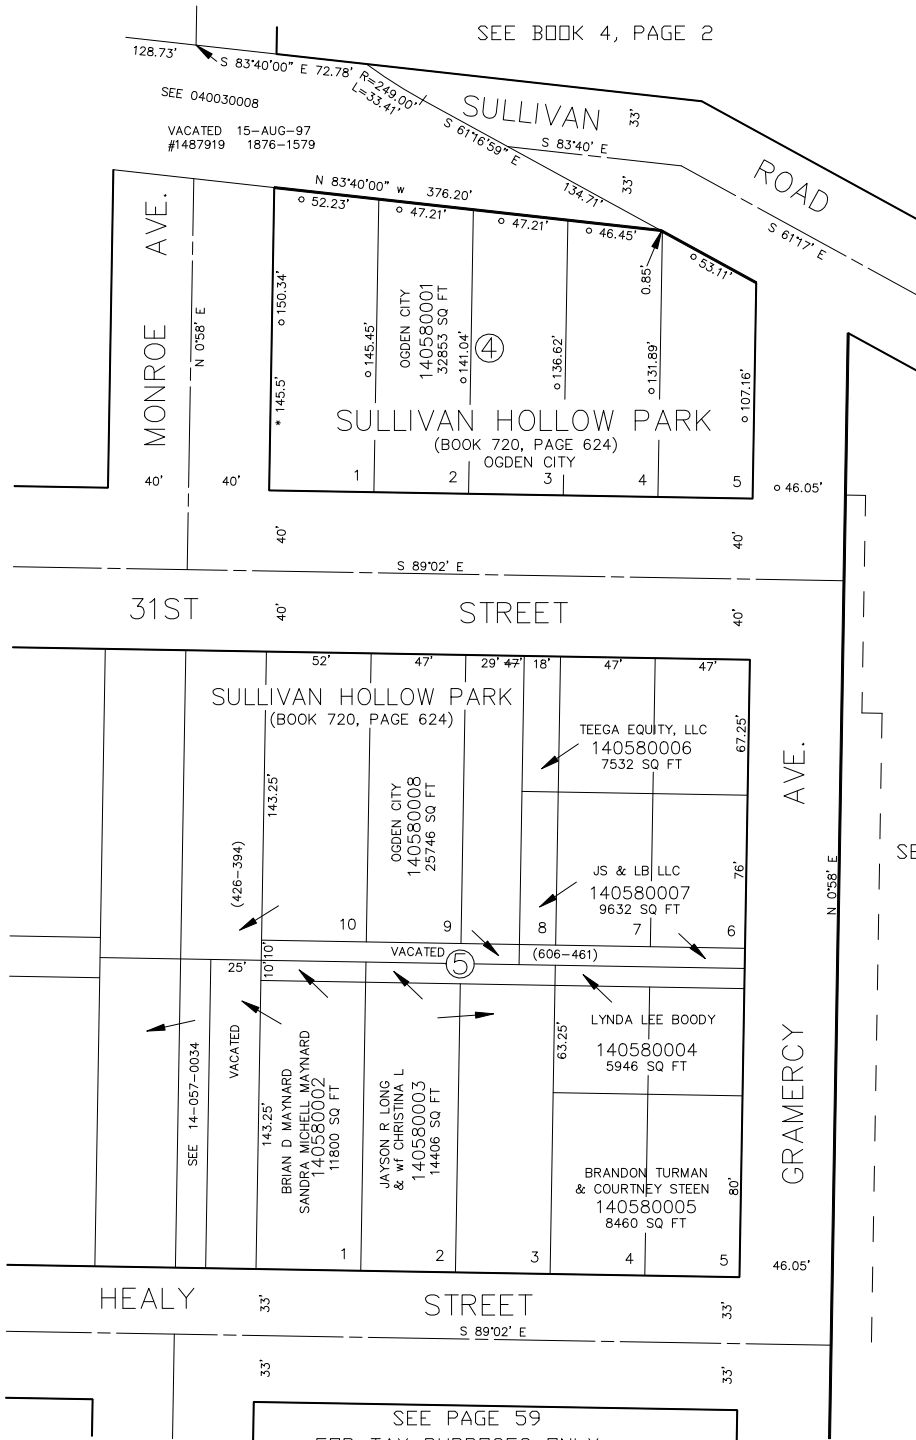 SEE BOOK 4, PAGE 2
128.73'
S 83°40'00" E 72.78'
R=249.00'
L=33.41'
SEE 040030008
VACATED 15-AUG-97
#1487919 1876-1579
SULLIVAN
ROAD
33'
S 61°16'59" E
S 83°40' E
33'
134.71'
S 61°17' E
N 83°40'00" W 376.20'
52.23'
47.21'
47.21'
46.45'
0.85'
53.11'
MONROE AVE.
N 0°58' E
150.34'
* 145.5'
145.45'
OGDEN CITY
140580001
32853 SQ FT
141.04'
4
136.62'
131.89'
107.16'
SULLIVAN HOLLOW PARK
(BOOK 720, PAGE 624)
OGDEN CITY
1
2
3
4
5
40'
40'
46.05'
40'
40'
S 89°02' E
31ST STREET
40'
40'
52'
47'
29'
47'
18'
47'
47'
SULLIVAN HOLLOW PARK
(BOOK 720, PAGE 624)
TEEGA EQUITY, LLC
140580006
7532 SQ FT
67.25'
143.25'
OGDEN CITY
140580008
25746 SQ FT
(426-394)
JS & LB LLC
140580007
9632 SQ FT
76'
GRAMERCY AVE.
N 0°58' E
SE
10
9
8
7
6
VACATED
5
(606-461)
25'
10'
10'
VACATED
SEE 14-057-0034
143.25'
BRIAN D MAYNARD
SANDRA MICHELL MAYNARD
140580002
11800 SQ FT
JAYSON R LONG
& wf CHRISTINA L
140580003
14406 SQ FT
63.25'
LYNDA LEE BOODY
140580004
5946 SQ FT
BRANDON TURMAN
& COURTNEY STEEN
140580005
8460 SQ FT
80'
1
2
3
4
5
46.05'
HEALY STREET
33'
33'
S 89°02' E
33'
33'
SEE PAGE 59
FOR TAX PURPOSES ONLY